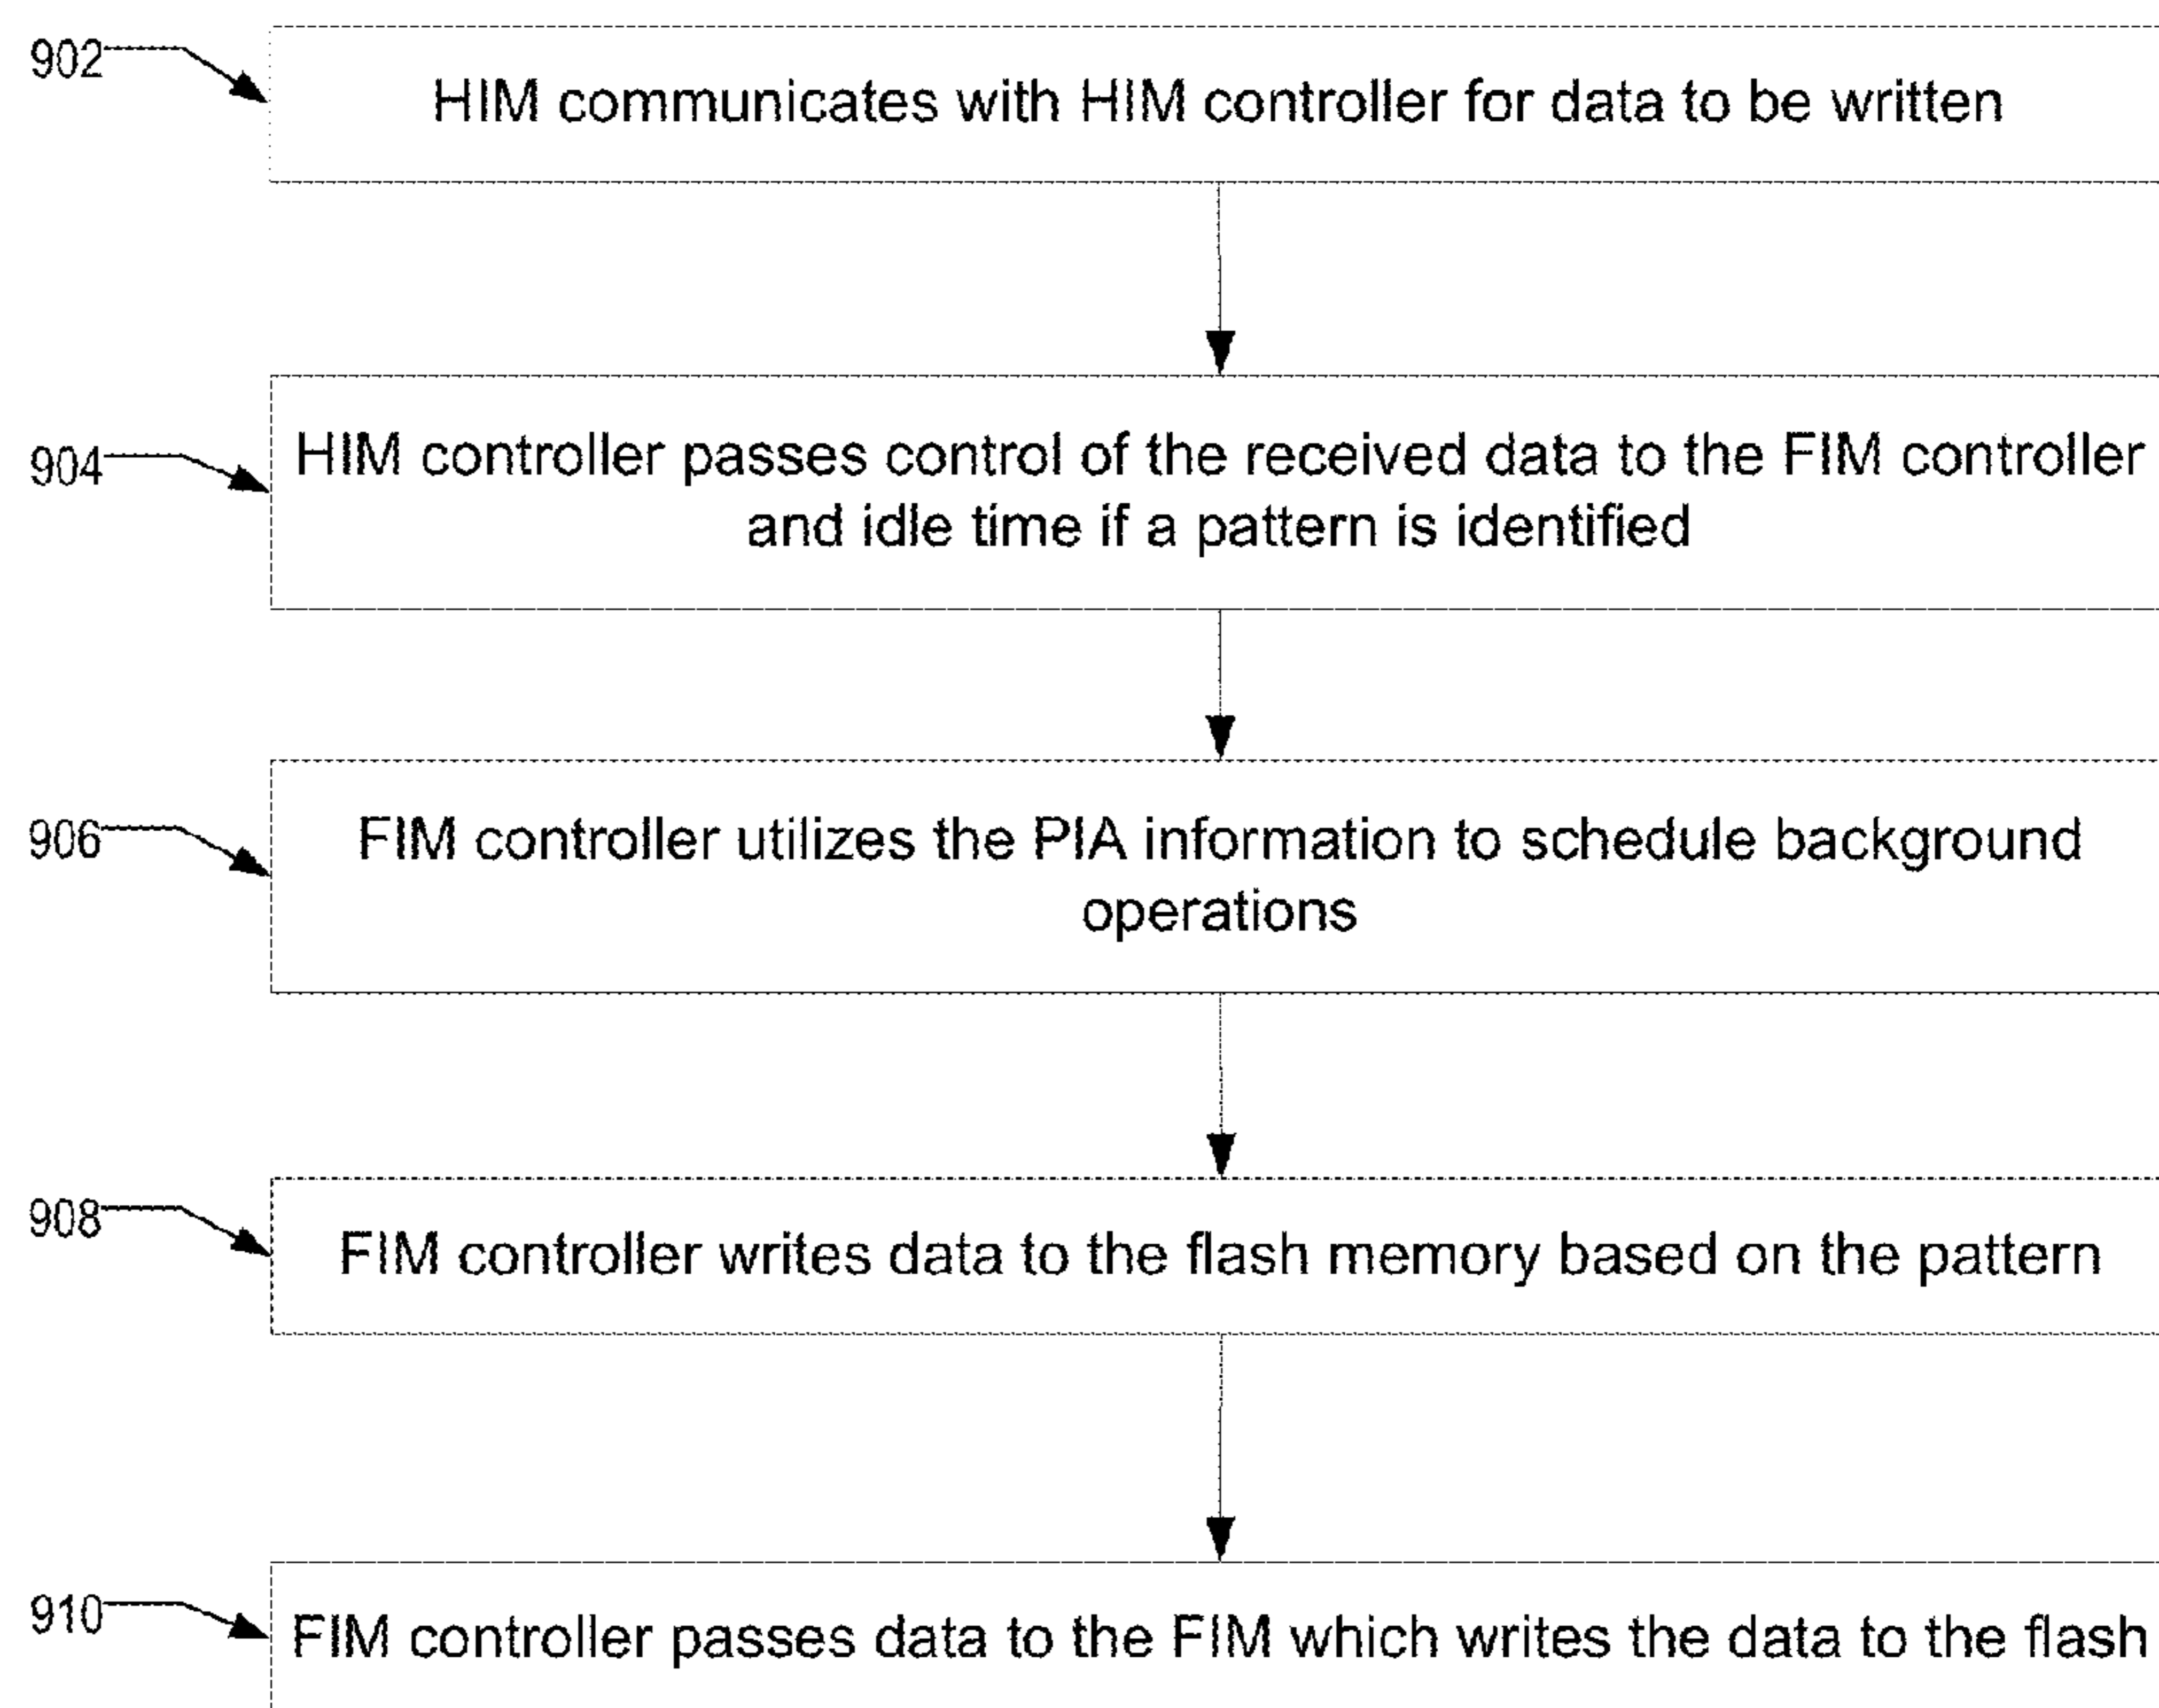 902
HIM communicates with HIM controller for data to be written
904
HIM controller passes control of the received data to the FIM controller
and idle time if a pattern is identified
906
FIM controller utilizes the PIA information to schedule background
operations
908
FIM controller writes data to the flash memory based on the pattern
910
FIM controller passes data to the FIM which writes the data to the flash